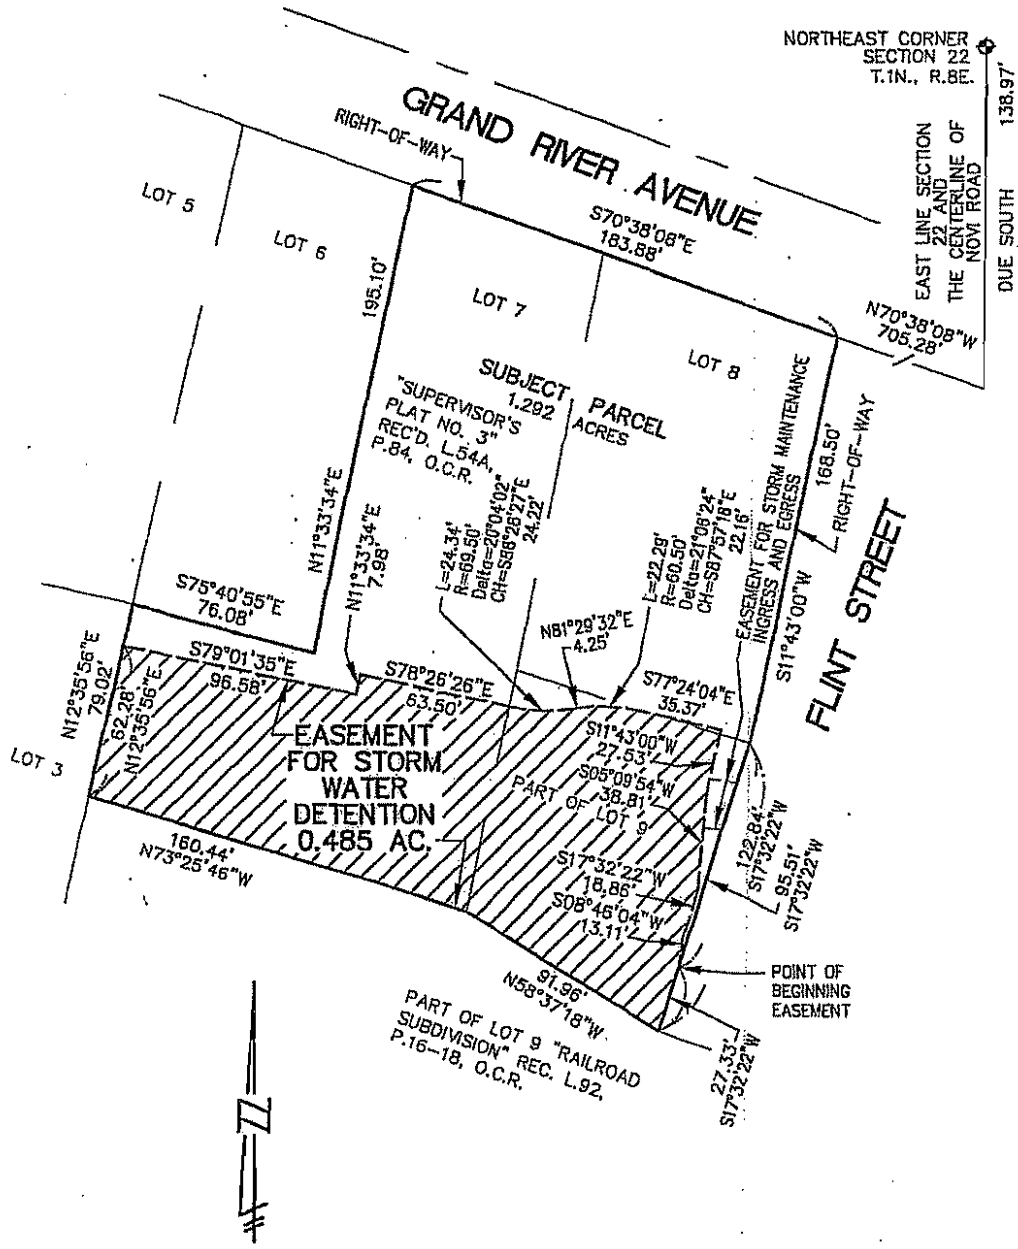 NORTHEAST CORNER
SECTION 22
T.1N., R.8E.
138.97'
DUE SOUTH
EAST LINE SECTION
22 AND
THE CENTERLINE OF
NOVI ROAD
GRAND RIVER AVENUE
RIGHT-OF-WAY
S70°38'08"E
183.88'
N70°38'08"W
705.28'
LOT 5
LOT 6
LOT 7
LOT 8
195.10'
N11°33'34"E
SUBJECT PARCEL
1.292 ACRES
"SUPERVISOR'S
PLAT NO. 3"
REC'D. L.54A,
P.84, O.C.R.
168.50'
S11°43'00"W
RIGHT-OF-WAY
FLINT STREET
EASEMENT FOR STORM MAINTENANCE
INGRESS AND EGRESS
N11°33'34"E
7.98'
L=24.34'
R=69.50'
Delta=20°04'02"
CH=S88°28'27"E
24.22'
L=22.29'
R=60.50'
Delta=21°06'24"
CH=S87°57'18"E
22.16'
S75°40'55"E
76.08'
N81°29'32"E
4.25'
S79°01'35"E
96.58'
S78°26'26"E
63.50'
S77°24'04"E
35.37'
N12°35'56"E
79.02'
62.28'
N12°35'56"E
LOT 3
EASEMENT
FOR STORM
WATER
DETENTION
0.485 AC.
S11°43'00"W
27.53'
S05°09'54"W
38.81'
PART OF LOT 9
S17°32'22"W
18.86'
S08°46'04"W
13.11'
122.84'
S17°32'22"W
95.51'
S17°32'22"W
160.44'
N73°25'46"W
91.96'
N58°37'18"W
POINT OF
BEGINNING
EASEMENT
27.33'
S17°32'22"W
PART OF LOT 9 "RAILROAD
SUBDIVISION" REC. L.92,
P.16-18, O.C.R.
N